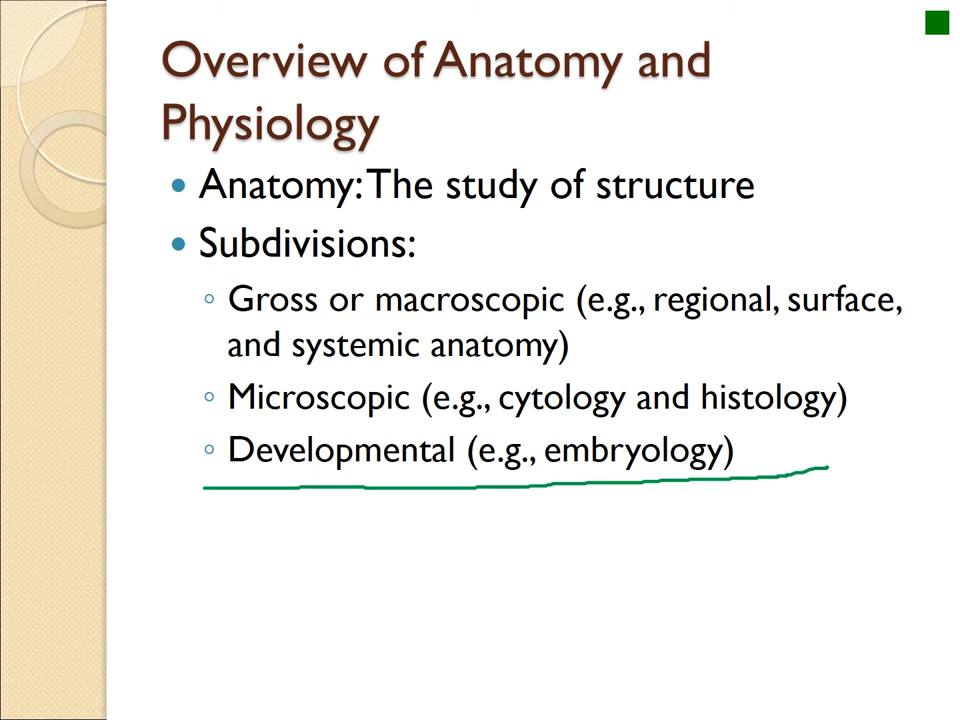 Overview of Anatomy and
Physiology
• Anatomy: The study of structure
• Subdivisions:
◦ Gross or macroscopic (e.g., regional, surface,
and systemic anatomy)
◦ Microscopic (e.g., cytology and histology)
◦ Developmental (e.g., embryology)